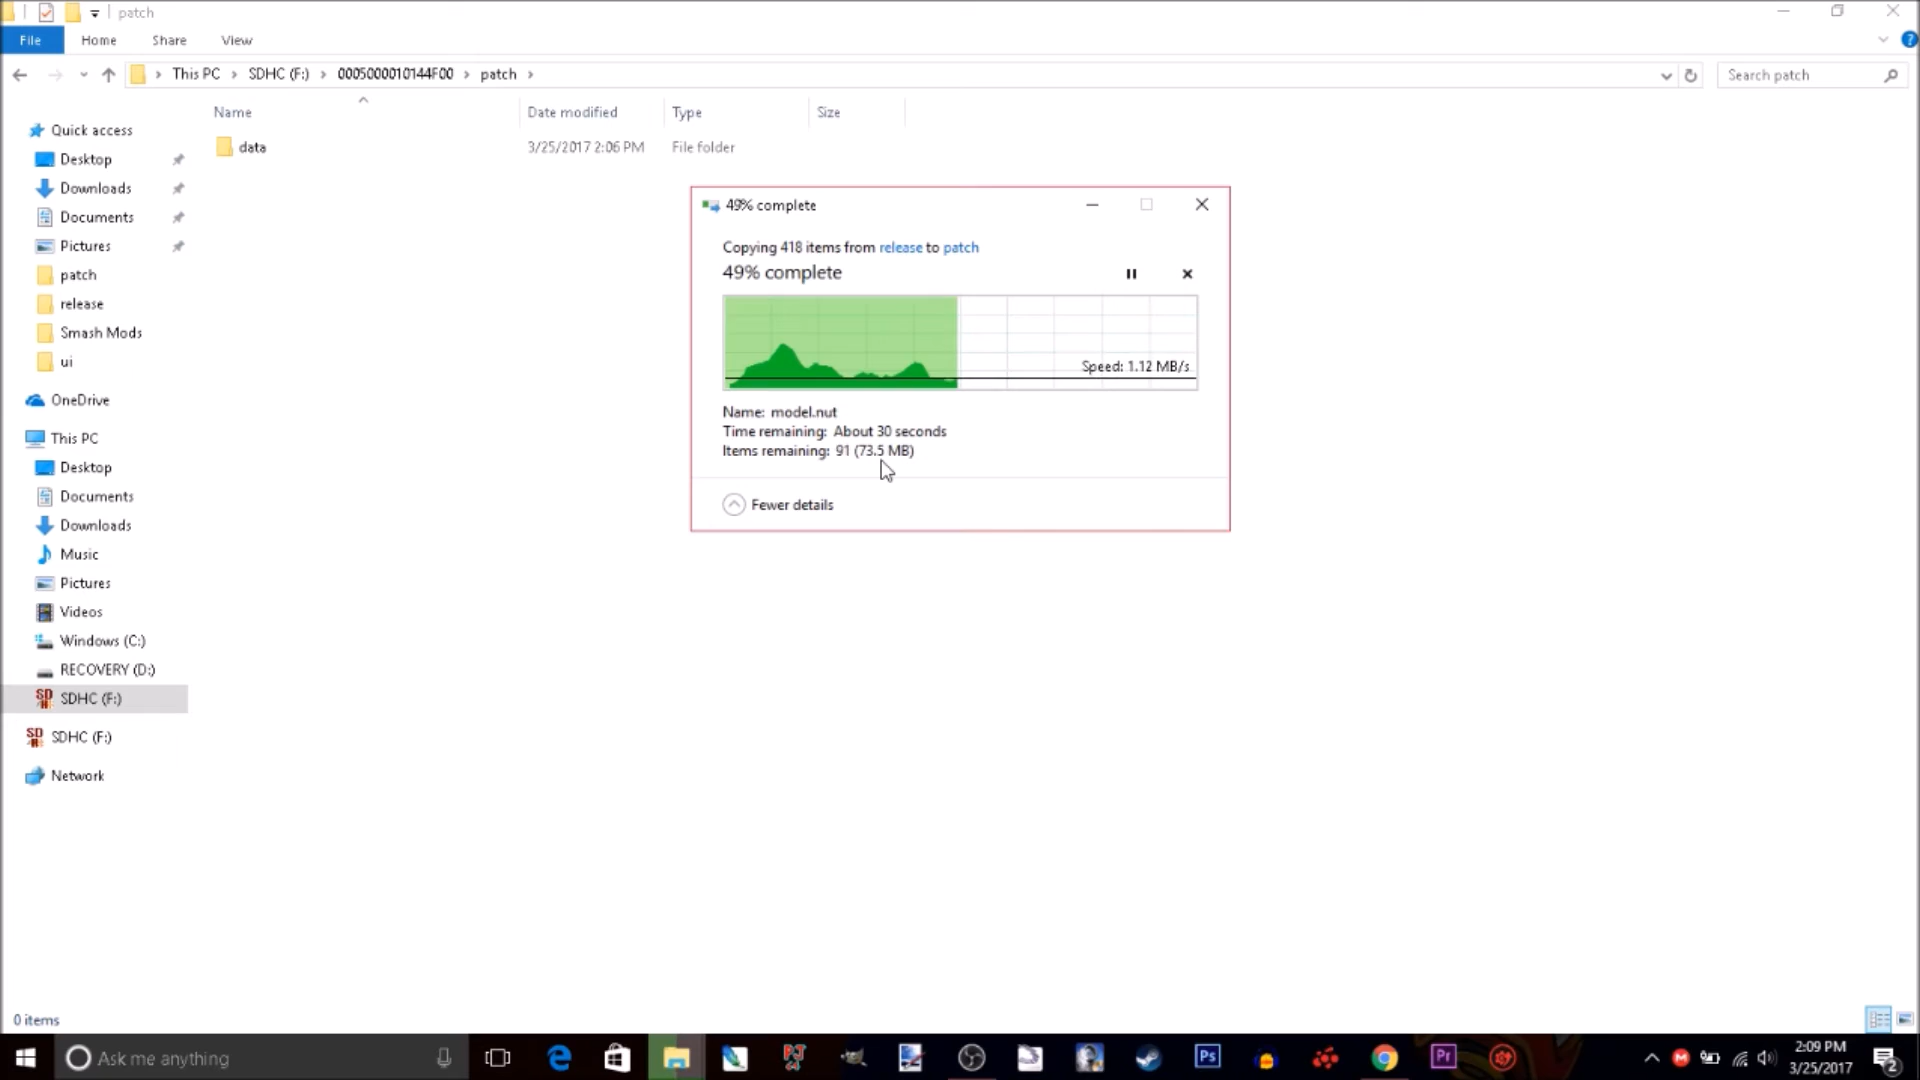 patch
File Home Share View
This PC SDHC (F:) 0005000010144F00 patch
Search patch
Name Date modified Type Size
data 3/25/2017 2:06 PM File folder
Quick access
Desktop
Downloads
Documents
Pictures
patch
release
Smash Mods
ui
OneDrive
This PC
Desktop
Documents
Downloads
Music
Pictures
Videos
Windows (C:)
RECOVERY (D:)
SDHC (F:)
SDHC (F:)
Network
49% complete
Copying 418 items from release to patch
49% complete
Speed: 1.12 MB/s
Name: model.nut
Time remaining: About 30 seconds
Items remaining: 91 (73.5 MB)
Fewer details
0 items
Ask me anything
Ps
Pr
2:09 PM
3/25/2017
2